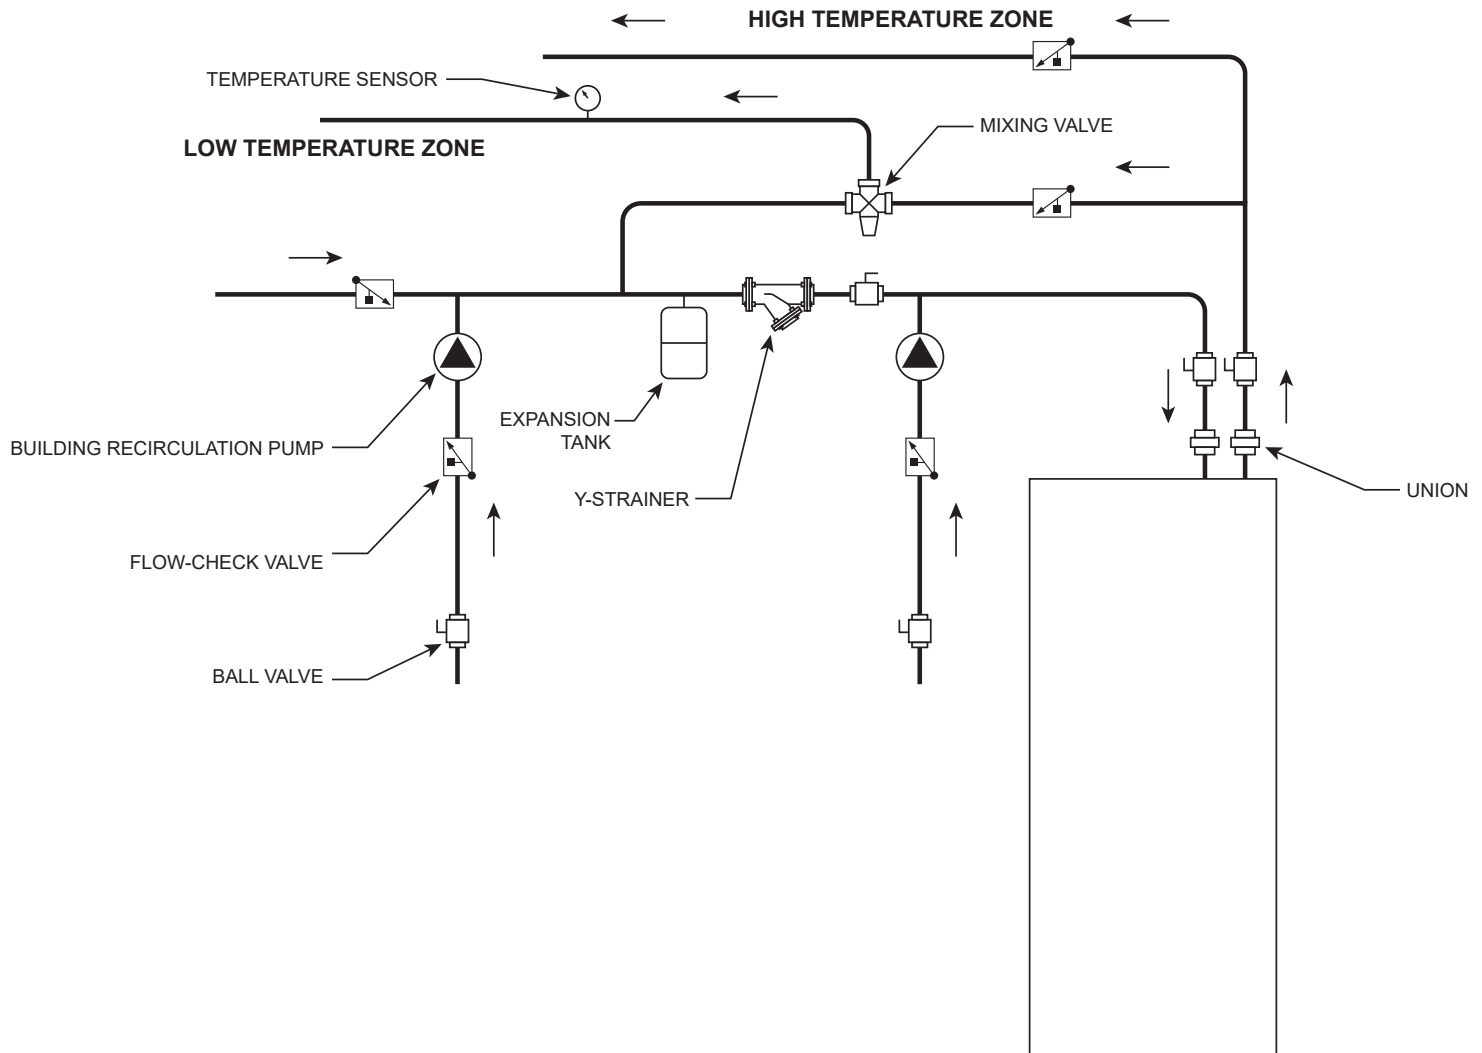 HIGH TEMPERATURE ZONE
TEMPERATURE SENSOR
MIXING VALVE
LOW TEMPERATURE ZONE
EXPANSION
TANK
BUILDING RECIRCULATION PUMP
Y-STRAINER
UNION
FLOW-CHECK VALVE
BALL VALVE